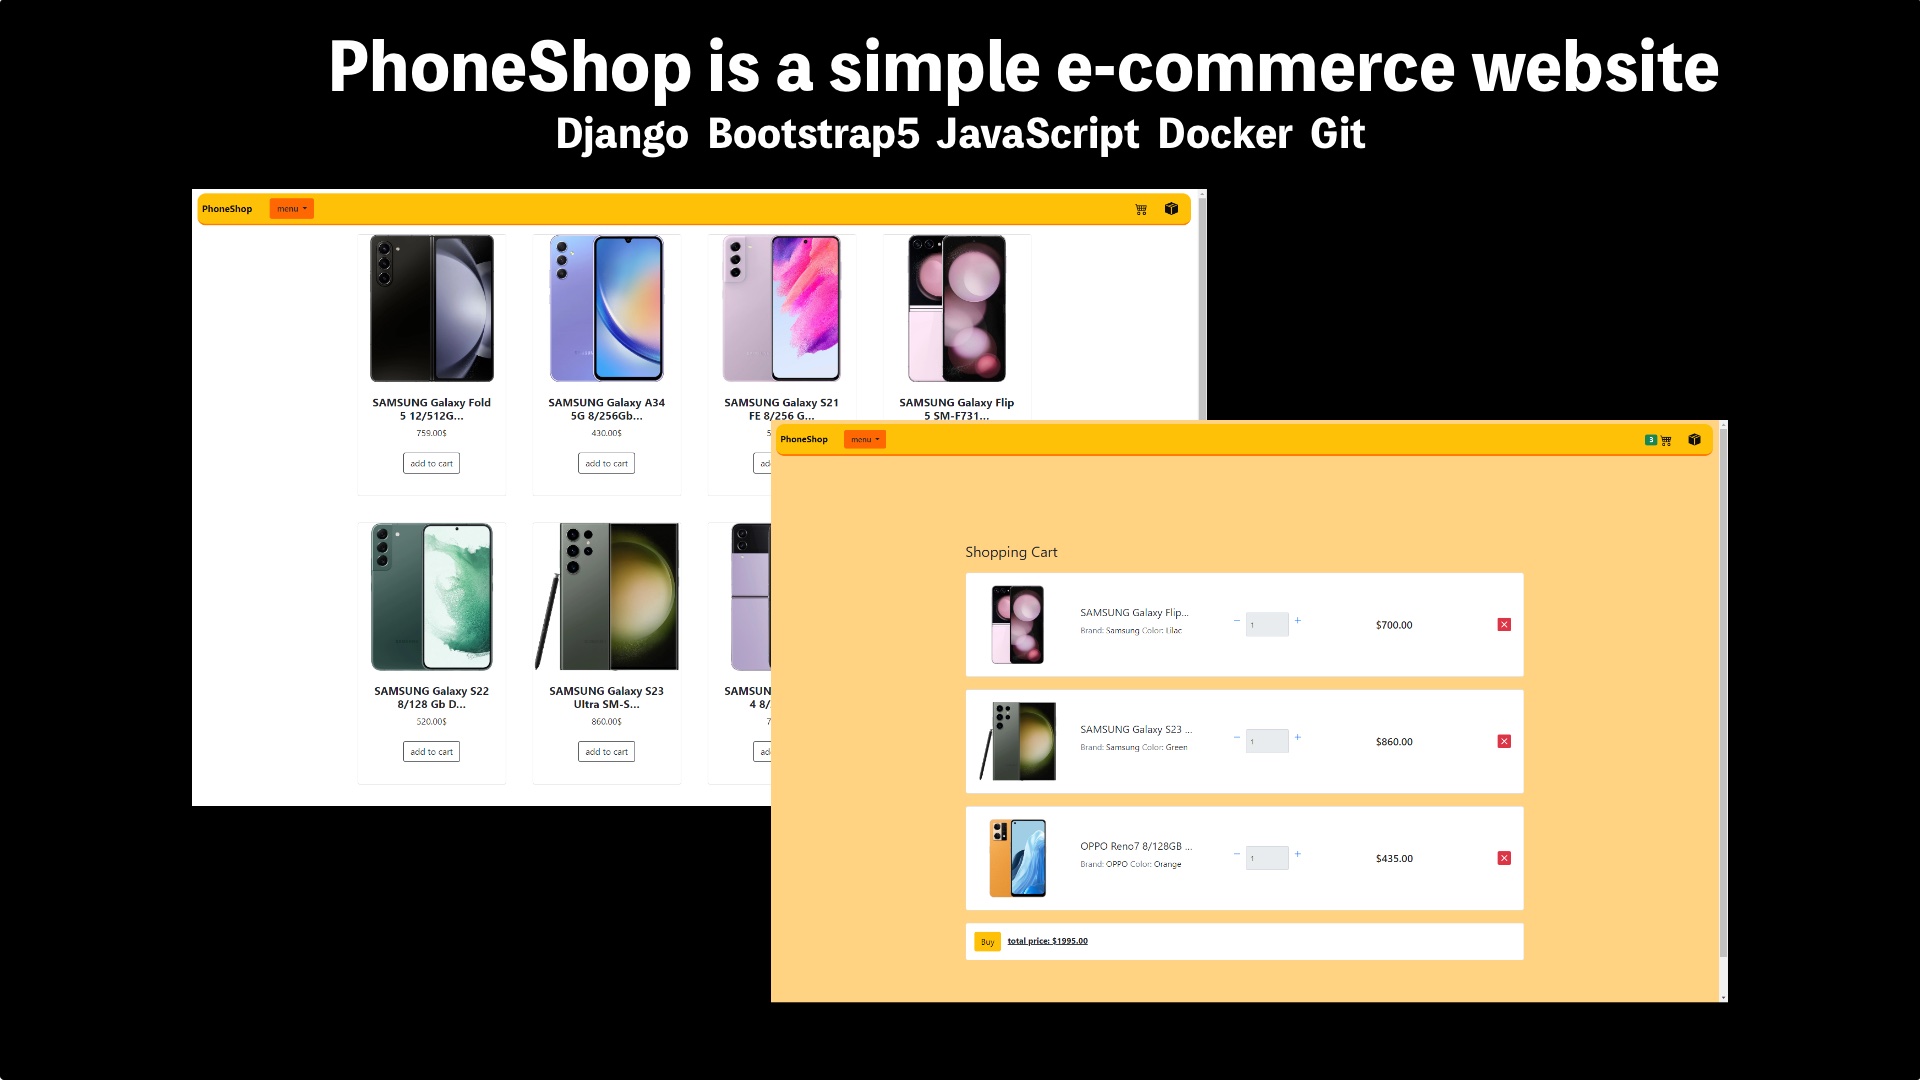 PhoneShop is a simple e-commerce website
Django Bootstrap5 JavaScript Docker Git
PhoneShop menu
SAMSUNG Galaxy Fold
5 12/512G...
759.00$
add to cart
SAMSUNG Galaxy A34
5G 8/256Gb...
430.00$
add to cart
SAMSUNG Galaxy S21
FE 8/256 G...
5
ad
SAMSUNG Galaxy Flip
5 SM-F731...
SAMSUNG Galaxy S22
8/128 Gb D...
520.00$
add to cart
SAMSUNG Galaxy S23
Ultra SM-S...
860.00$
add to cart
SAMSUN
4 8/
7
ad
PhoneShop menu 3
Shopping Cart
SAMSUNG Galaxy Flip...
Brand: Samsung Color: Lilac
− 1 +
$700.00
SAMSUNG Galaxy S23 ...
Brand: Samsung Color: Green
− 1 +
$860.00
OPPO Reno7 8/128GB ...
Brand: OPPO Color: Orange
− 1 +
$435.00
Buy total price: $1995.00